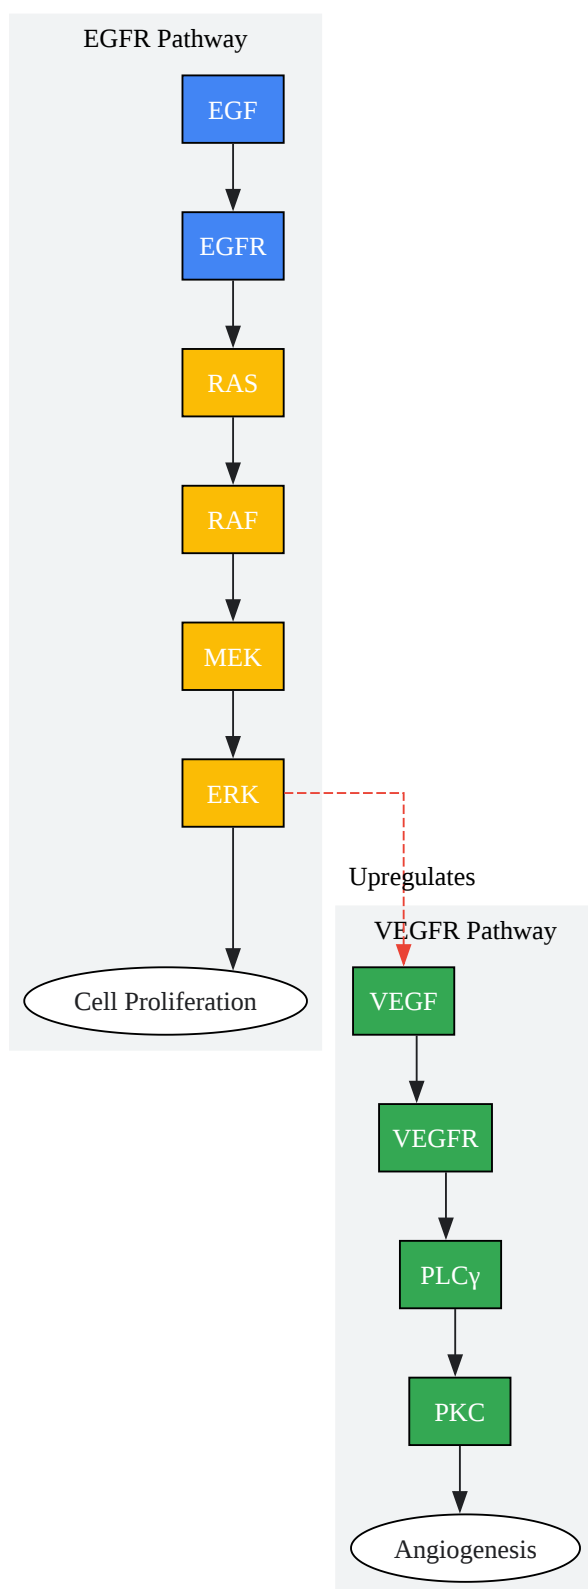 EGFR Pathway
EGF
EGFR
RAS
RAF
MEK
ERK
Upregulates
VEGFR Pathway
Cell Proliferation
VEGF
VEGFR
PLCγ
PKC
Angiogenesis